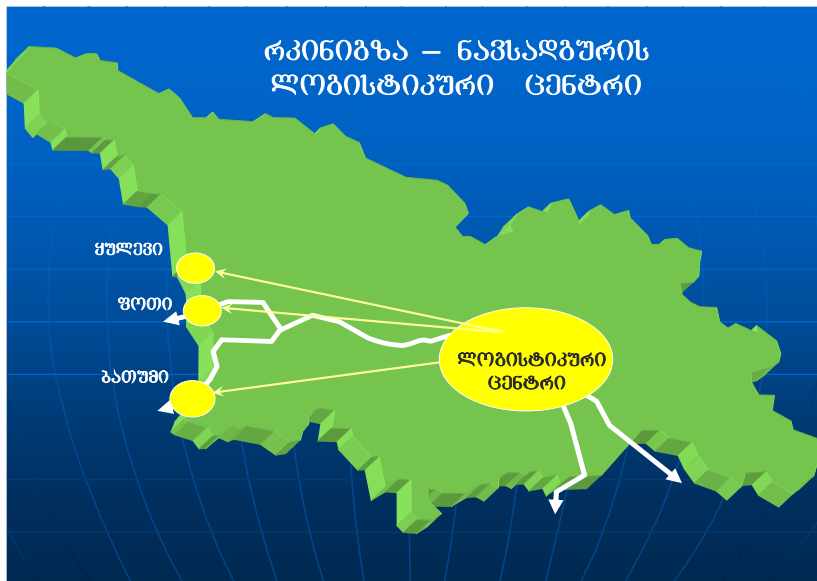 რკინიგზა – ნავსადგურის
ლოგისტიკური ცენტრი
ყულევი
ფოთი
ბათუმი
ლოგისტიკური
ცენტრი